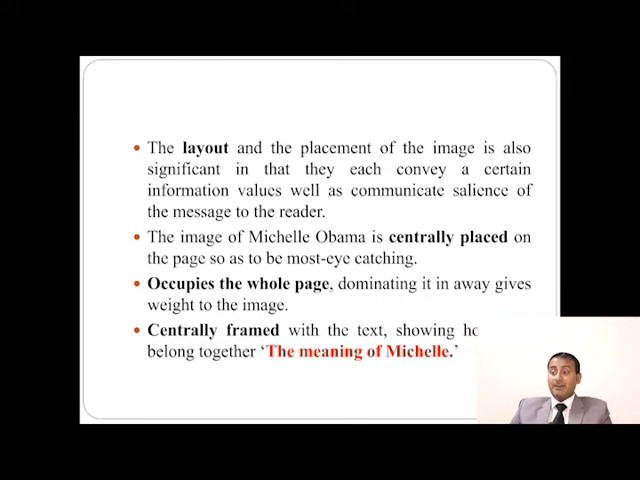 The layout and the placement of the image is also
significant in that they each convey a certain
information values well as communicate salience of
the message to the reader.
The image of Michelle Obama is centrally placed on
the page so as to be most-eye catching.
Occupies the whole page, dominating it in away gives
weight to the image.
Centrally framed with the text, showing
belong together ‘The meaning of Michelle.’